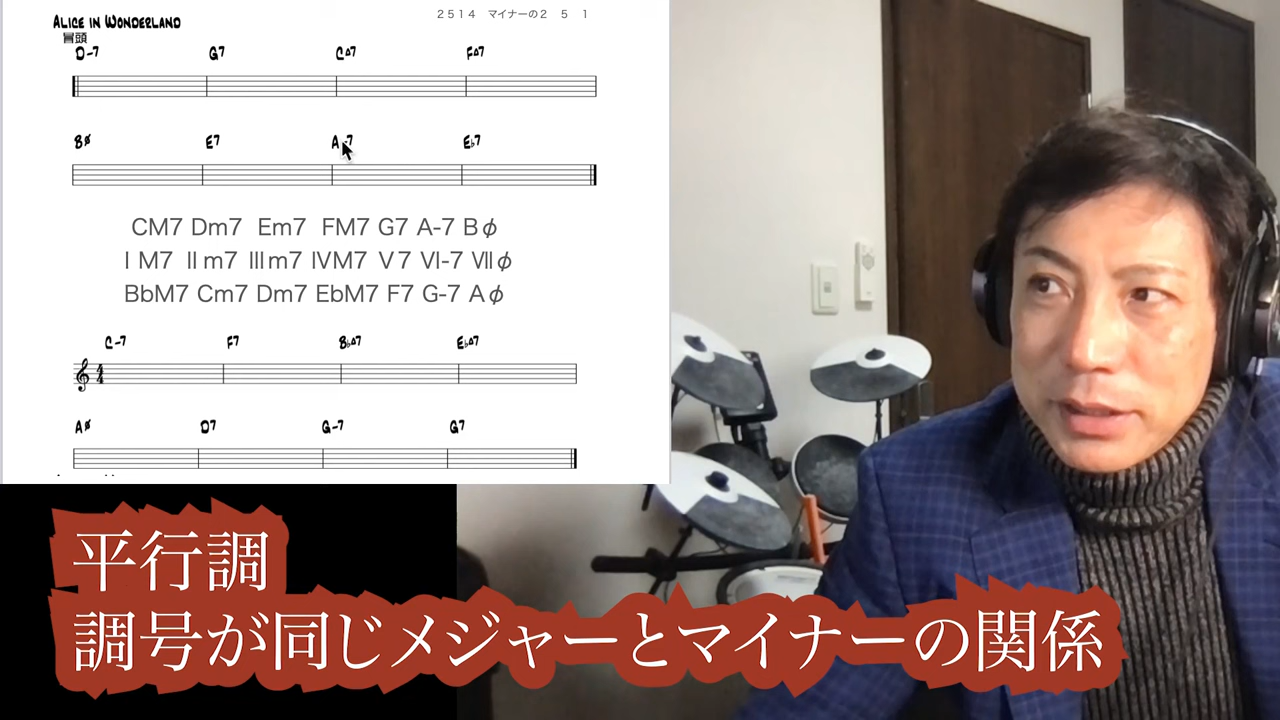 ALICE IN WONDERLAND
2514 マイナーの2 5 1
冒頭
D-7 G7 C△7 F△7
Bø E7 A-7 E♭7
CM7 Dm7 Em7 FM7 G7 A-7 Bφ
ⅠM7 Ⅱm7 Ⅲm7 ⅣM7 Ⅴ7 Ⅵ-7 Ⅶφ
BbM7 Cm7 Dm7 EbM7 F7 G-7 Aφ
C-7 F7 B♭△7 E♭△7
4
4
Aø D7 G-7 G7
平行調
調号が同じメジャーとマイナーの関係